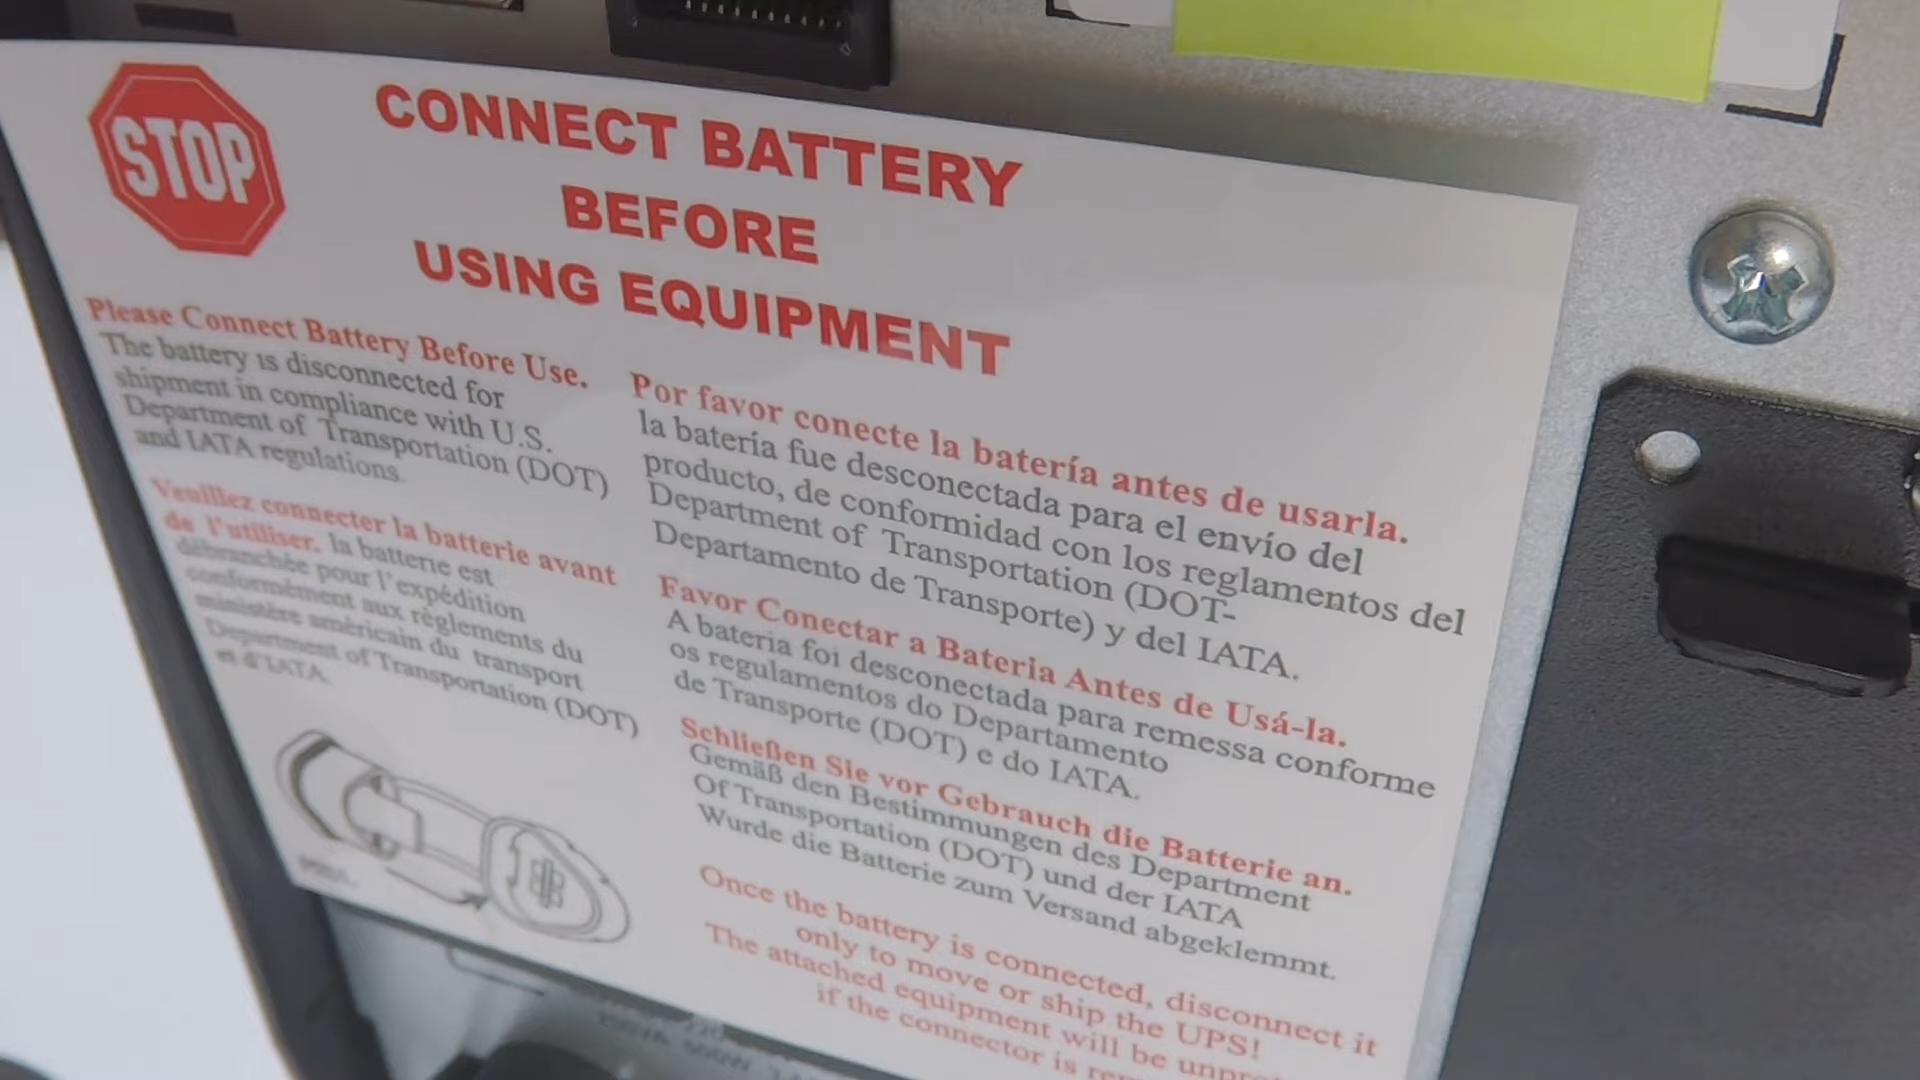 STOP
CONNECT BATTERY
BEFORE
USING EQUIPMENT
Please Connect Battery Before Use.
The battery is disconnected for
shipment in compliance with U.S.
Department of Transportation (DOT)
and IATA regulations.
Veuillez connecter la batterie avant
de l'utiliser. la batterie est
débranchée pour l'expédition
conformément aux règlements du
ministère américain du transport
Department of Transportation (DOT)
et d'IATA.
Por favor conecte la batería antes de usarla.
la batería fue desconectada para el envío del
producto, de conformidad con los reglamentos del
Department of Transportation (DOT-
Departamento de Transporte) y del IATA.
Favor Conectar a Bateria Antes de Usá-la.
A bateria foi desconectada para remessa conforme
os regulamentos do Departamento
de Transporte (DOT) e do IATA.
Schließen Sie vor Gebrauch die Batterie an.
Gemäß den Bestimmungen des Department
Of Transportation (DOT) und der IATA
Wurde die Batterie zum Versand abgeklemmt.
Once the battery is connected, disconnect it
only to move or ship the UPS!
The attached equipment will be
if the connector is